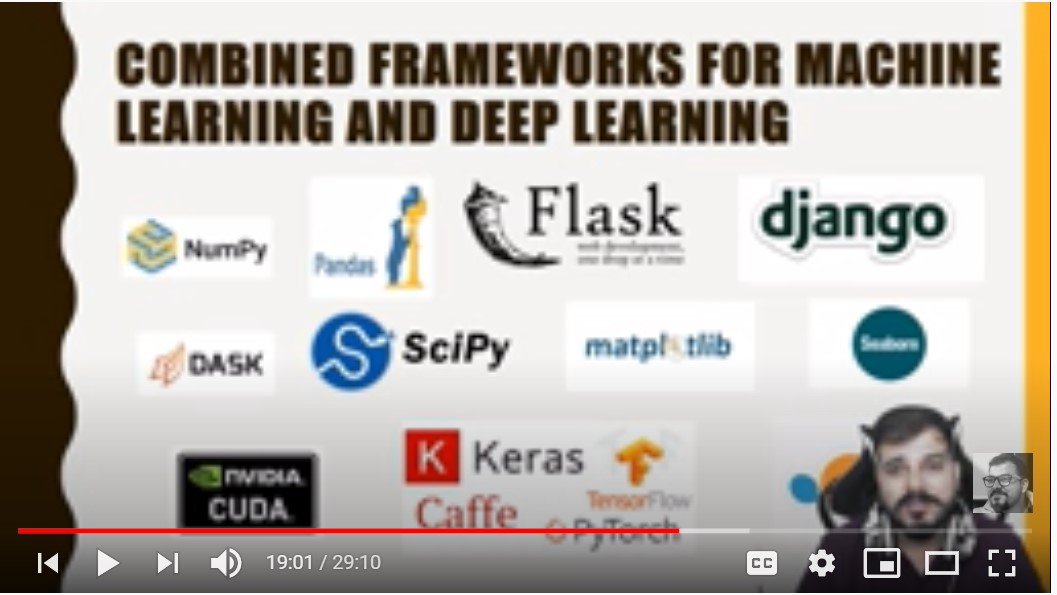 COMBINED FRAMEWORKS FOR MACHINE
LEARNING AND DEEP LEARNING
NumPy
Pandas
Flask
web development,
one drop at a time
django
DASK
SciPy
matplotlib
Seaborn
NVIDIA.
CUDA.
K Keras
TensorFlow
Caffe
PyTorch
19:01 / 29:10
CC